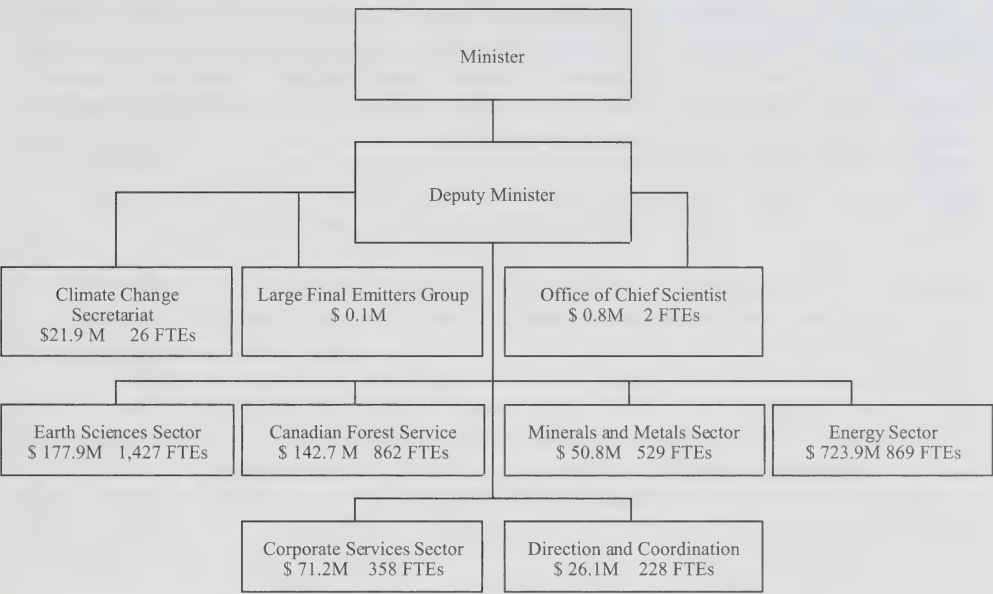 Minister
Deputy Minister
Climate Change
Secretariat
$21.9 M 26 FTEs
Large Final Emitters Group
$ 0.1M
Office of Chief Scientist
$ 0.8M 2 FTEs
Earth Sciences Sector
$ 177.9M 1,427 FTEs
Canadian Forest Service
$ 142.7 M 862 FTEs
Minerals and Metals Sector
$ 50.8M 529 FTEs
Energy Sector
$ 723.9M 869 FTEs
Corporate Services Sector
$ 71.2M 358 FTEs
Direction and Coordination
$ 26.1M 228 FTEs